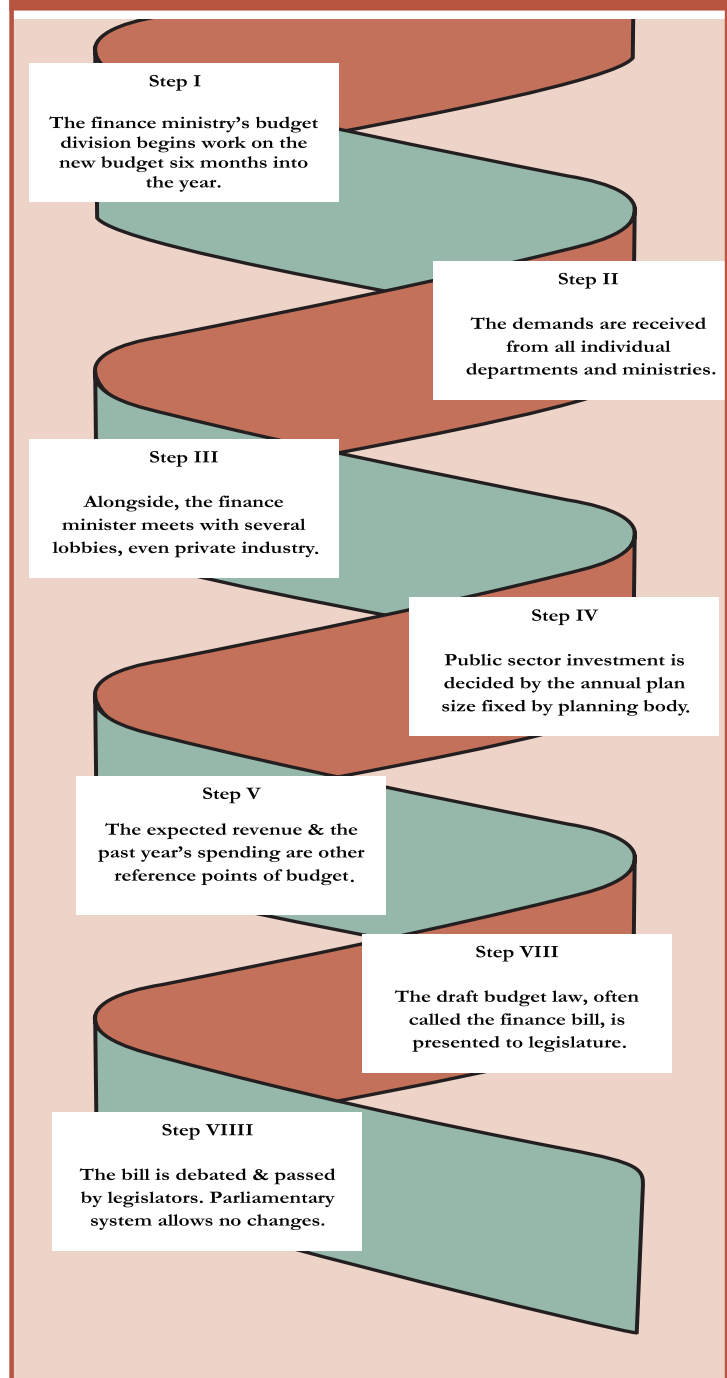 Step I
The finance ministry’s budget
division begins work on the
new budget six months into
the year.
Step II
The demands are received
from all individual
departments and ministries.
Step III
Alongside, the finance
minister meets with several
lobbies, even private industry.
Step IV
Public sector investment is
decided by the annual plan
size fixed by planning body.
Step V
The expected revenue & the
past year’s spending are other
reference points of budget.
Step VIII
The draft budget law, often
called the finance bill, is
presented to legislature.
Step VIIII
The bill is debated & passed
by legislators. Parliamentary
system allows no changes.